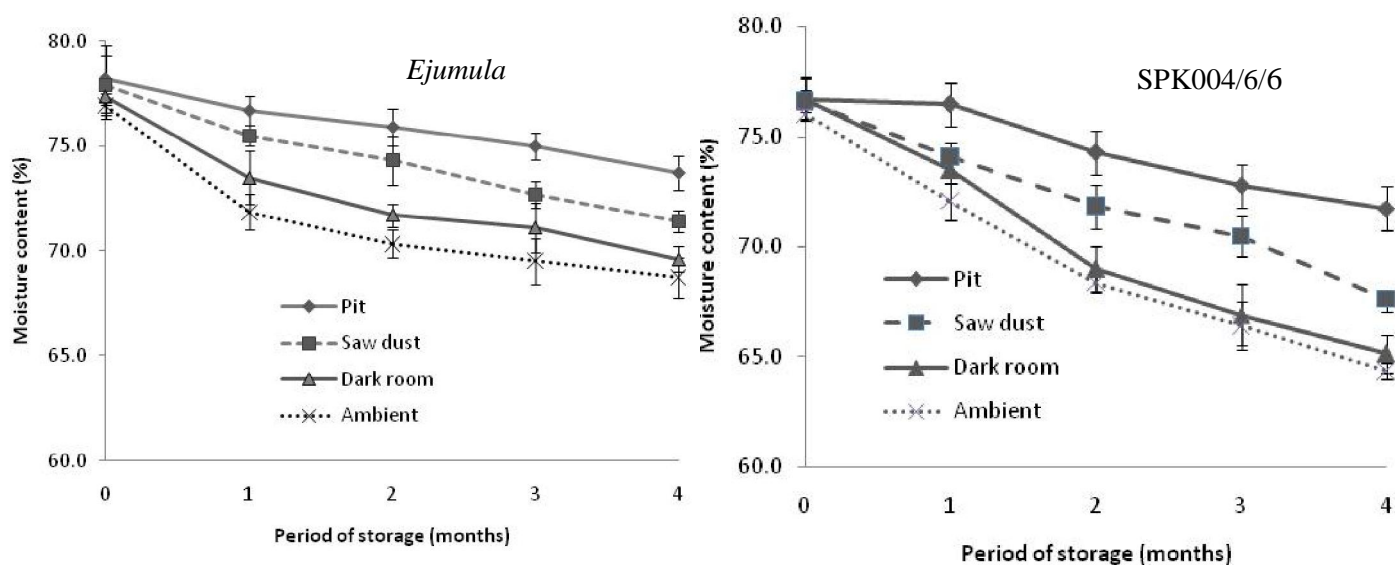 Ejumula
80.0
75.0
70.0
65.0
60.0
Moisture content (%)
Pit
Saw dust
Dark room
Ambient
0 1 2 3 4
Period of storage (months)
SPK004/6/6
80.0
75.0
70.0
65.0
60.0
Moisture content (%)
Pit
Saw dust
Dark room
Ambient
0 1 2 3 4
Period of storage (months)